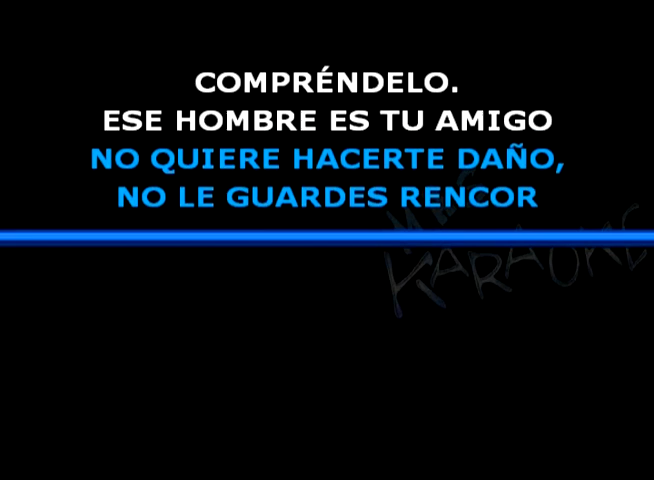 COMPRÉNDELO.
ESE HOMBRE ES TU AMIGO
NO QUIERE HACERTE DAÑO,
NO LE GUARDES RENCOR
KARAOKE